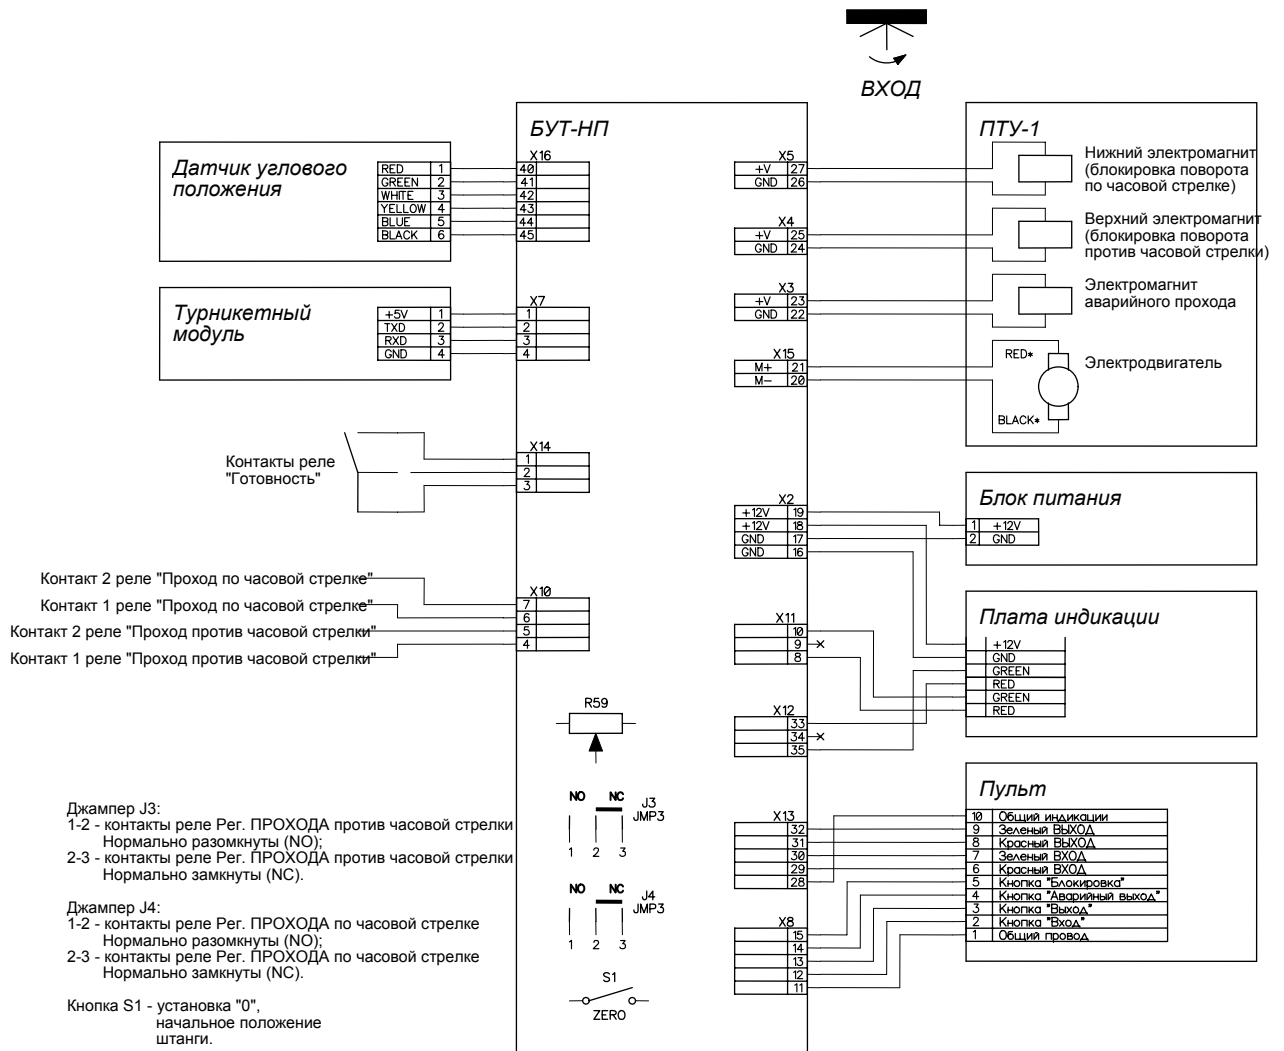 ВХОД
БУТ-НП
ПТУ-1
Датчик углового
положения
RED 1
GREEN 2
WHITE 3
YELLOW 4
BLUE 5
BLACK 6
X16
40
41
42
43
44
45
X5
+V 27
GND 26
Нижний электромагнит
(блокировка поворота
по часовой стрелке)
X4
+V 25
GND 24
Верхний электромагнит
(блокировка поворота
против часовой стрелки)
Турникетный
модуль
+5V 1
TXD 2
RXD 3
GND 4
X7
1
2
3
4
X3
+V 23
GND 22
Электромагнит
аварийного прохода
X15
M+ 21
M- 20
RED*
BLACK*
Электродвигатель
Контакты реле
"Готовность"
X14
1
2
3
X2
+12V 19
+12V 18
GND 17
GND 16
Блок питания
1 +12V
2 GND
Контакт 2 реле "Проход по часовой стрелке"
Контакт 1 реле "Проход по часовой стрелке"
Контакт 2 реле "Проход против часовой стрелки"
Контакт 1 реле "Проход против часовой стрелки"
X10
7
6
5
4
X11
10
9
8
Плата индикации
+12V
GND
GREEN
RED
GREEN
RED
R59
X12
33
34
35
Пульт
10 Общий индикации
9 Зеленый ВЫХОД
8 Красный ВЫХОД
7 Зеленый ВХОД
6 Красный ВХОД
5 Кнопка "Блокировка"
4 Кнопка "Аварийный выход"
3 Кнопка "Выход"
2 Кнопка "Вход"
1 Общий провод
X13
32
31
30
29
28
X8
15
14
13
12
11
NO NC J3
JMP3
1 2 3
NO NC J4
JMP3
1 2 3
S1
ZERO
Джампер J3:
1-2 - контакты реле Рег. ПРОХОДА против часовой стрелки
Нормально разомкнуты (NO);
2-3 - контакты реле Рег. ПРОХОДА против часовой стрелки
Нормально замкнуты (NC).
Джампер J4:
1-2 - контакты реле Рег. ПРОХОДА по часовой стрелке
Нормально разомкнуты (NO);
2-3 - контакты реле Рег. ПРОХОДА по часовой стрелке
Нормально замкнуты (NC).
Кнопка S1 - установка "0",
начальное положение
штанги.